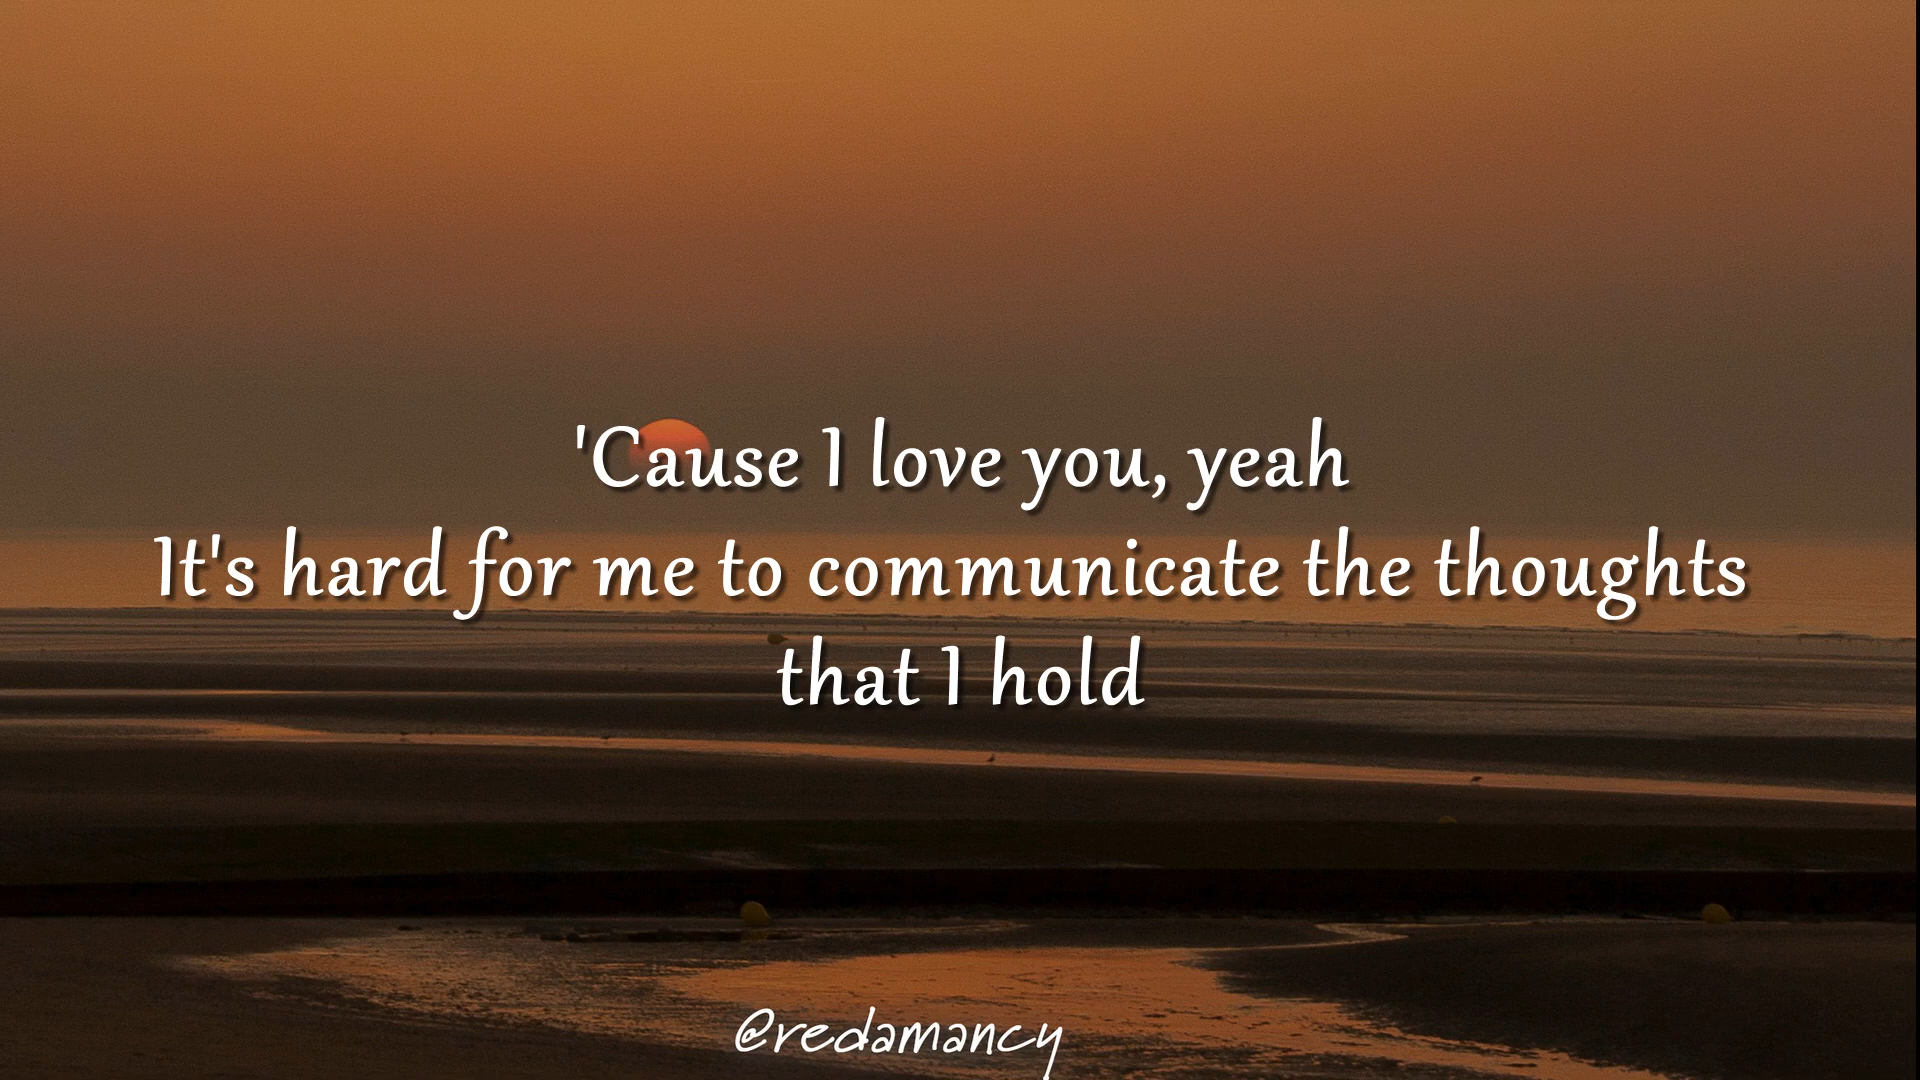 'Cause I love you, yeah
It's hard for me to communicate the thoughts
that I hold
@redamancy